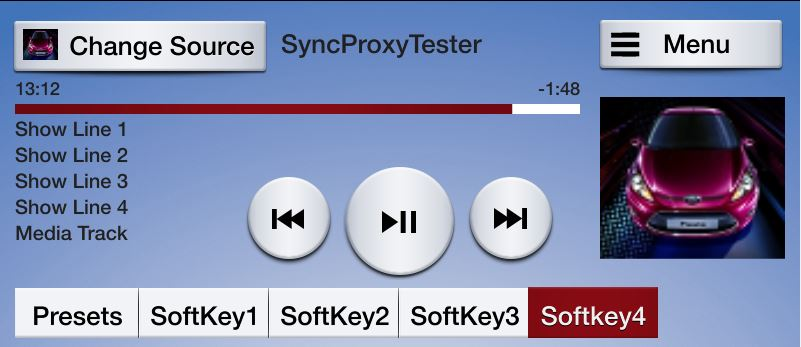 Change Source
SyncProxyTester
Menu
13:12
-1:48
Show Line 1
Show Line 2
Show Line 3
Show Line 4
Media Track
Presets
SoftKey1
SoftKey2
SoftKey3
Softkey4